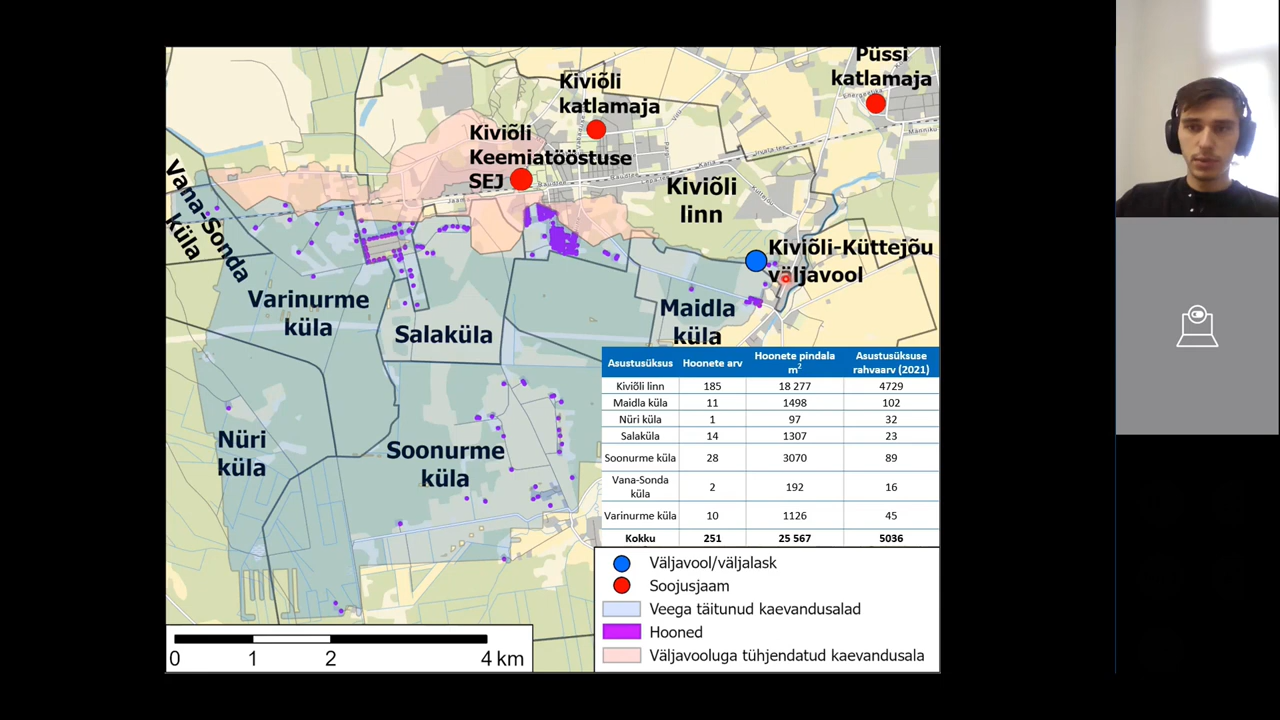 Püssi
katlamaja
Kiviõli
katlamaja
Kiviõli
Keemiatööstuse
SEJ
Kiviõli
linn
Vana-Sonda
küla
Kiviõli-Küttejõu
väljavool
Varinurme
küla
Salaküla
Maidla
küla
Nüri
küla
Soonurme
küla
Asustusüksus Hoonete arv Hoonete pindala m² Asustusüksuse rahvaarv (2021)
Kiviõli linn 185 18 277 4729
Maidla küla 11 1498 102
Nüri küla 1 97 32
Salaküla 14 1307 23
Soonurme küla 28 3070 89
Vana-Sonda küla 2 192 16
Varinurme küla 10 1126 45
Kokku 251 25 567 5036
Väljavool/väljalask
Soojusjaam
Veega täitunud kaevandusalad
Hooned
Väljavooluga tühjendatud kaevandusala
0 1 2 4 km